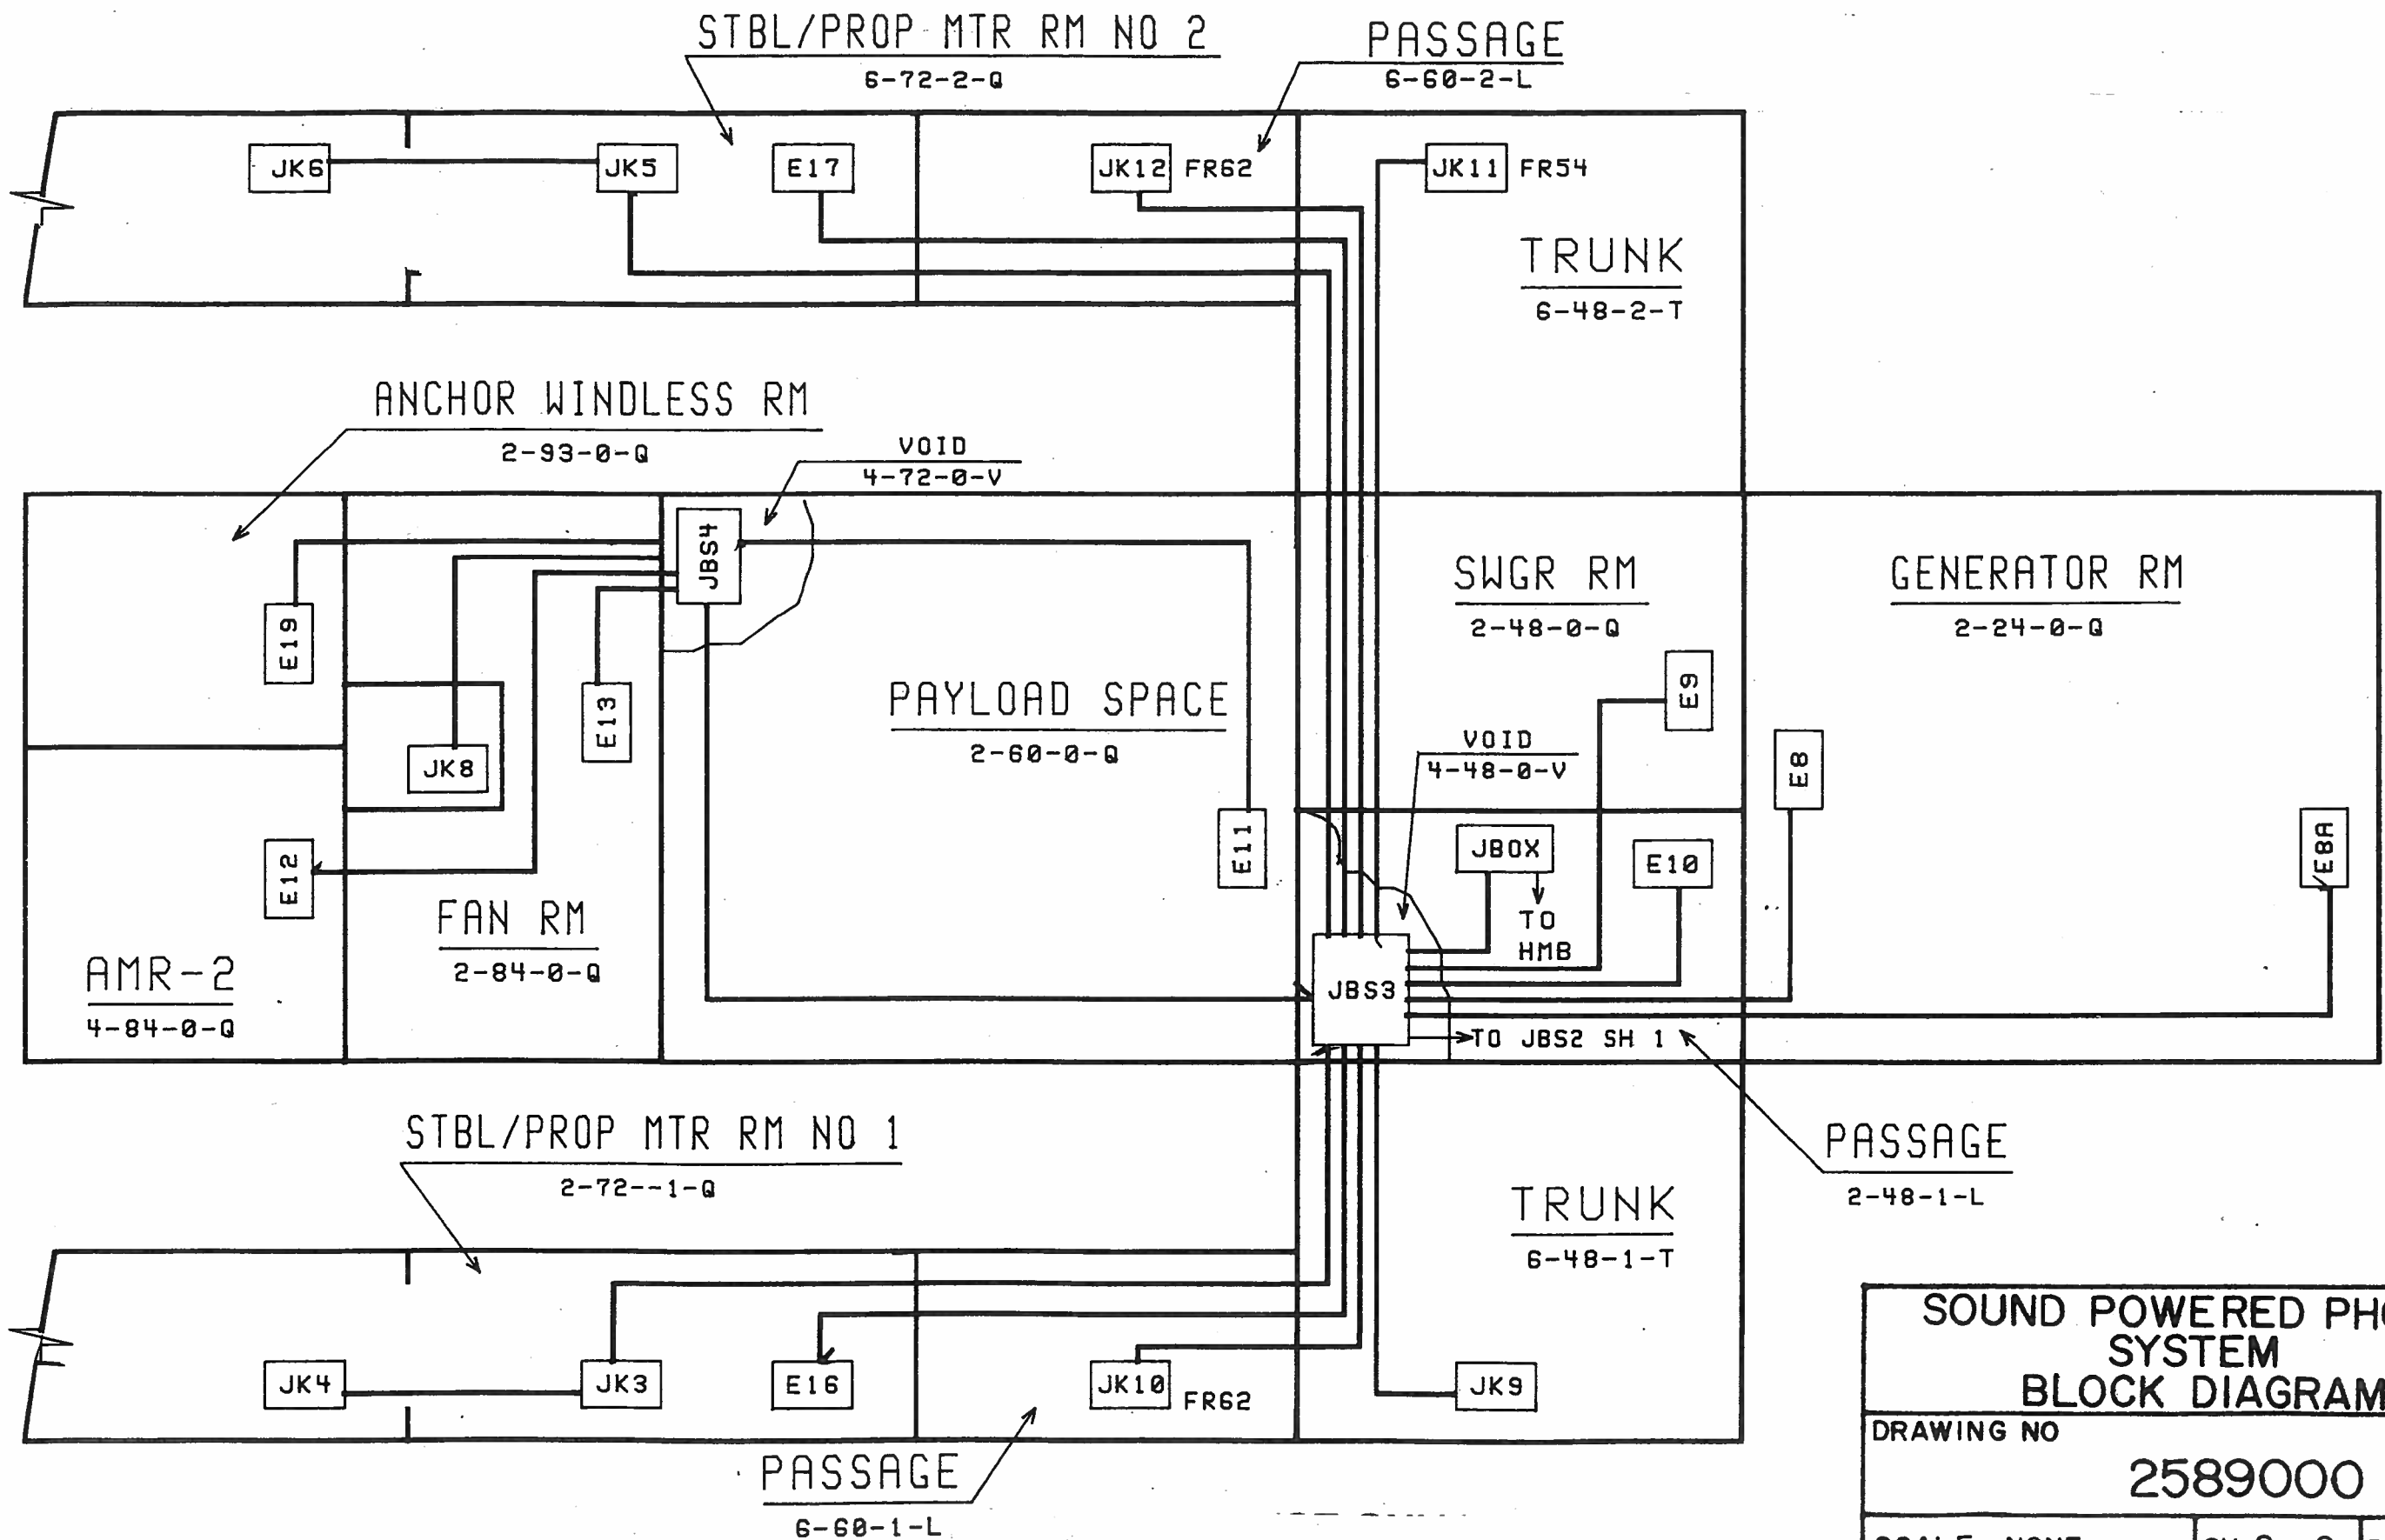 STBL/PROP MTR RM NO 2
6-72-2-Q
PASSAGE
6-60-2-L
JK6
JK5
E17
JK12 FR62
JK11 FR54
TRUNK
6-48-2-T
ANCHOR WINDLESS RM
2-93-0-Q
VOID
4-72-0-V
JBS4
E19
E13
JK8
E12
FAN RM
2-84-0-Q
AMR-2
4-84-0-Q
PAYLOAD SPACE
2-60-0-Q
E11
SWGR RM
2-48-0-Q
E9
GENERATOR RM
2-24-0-Q
VOID
4-48-0-V
E8
E8A
JBOX
E10
TO
HMB
JBS3
TO JBS2 SH 1
PASSAGE
2-48-1-L
STBL/PROP MTR RM NO 1
2-72--1-Q
TRUNK
6-48-1-T
JK4
JK3
E16
JK10 FR62
JK9
PASSAGE
6-60-1-L
SOUND POWERED
SYSTEM
BLOCK DIAGRAM
DRAWING NO
2589000